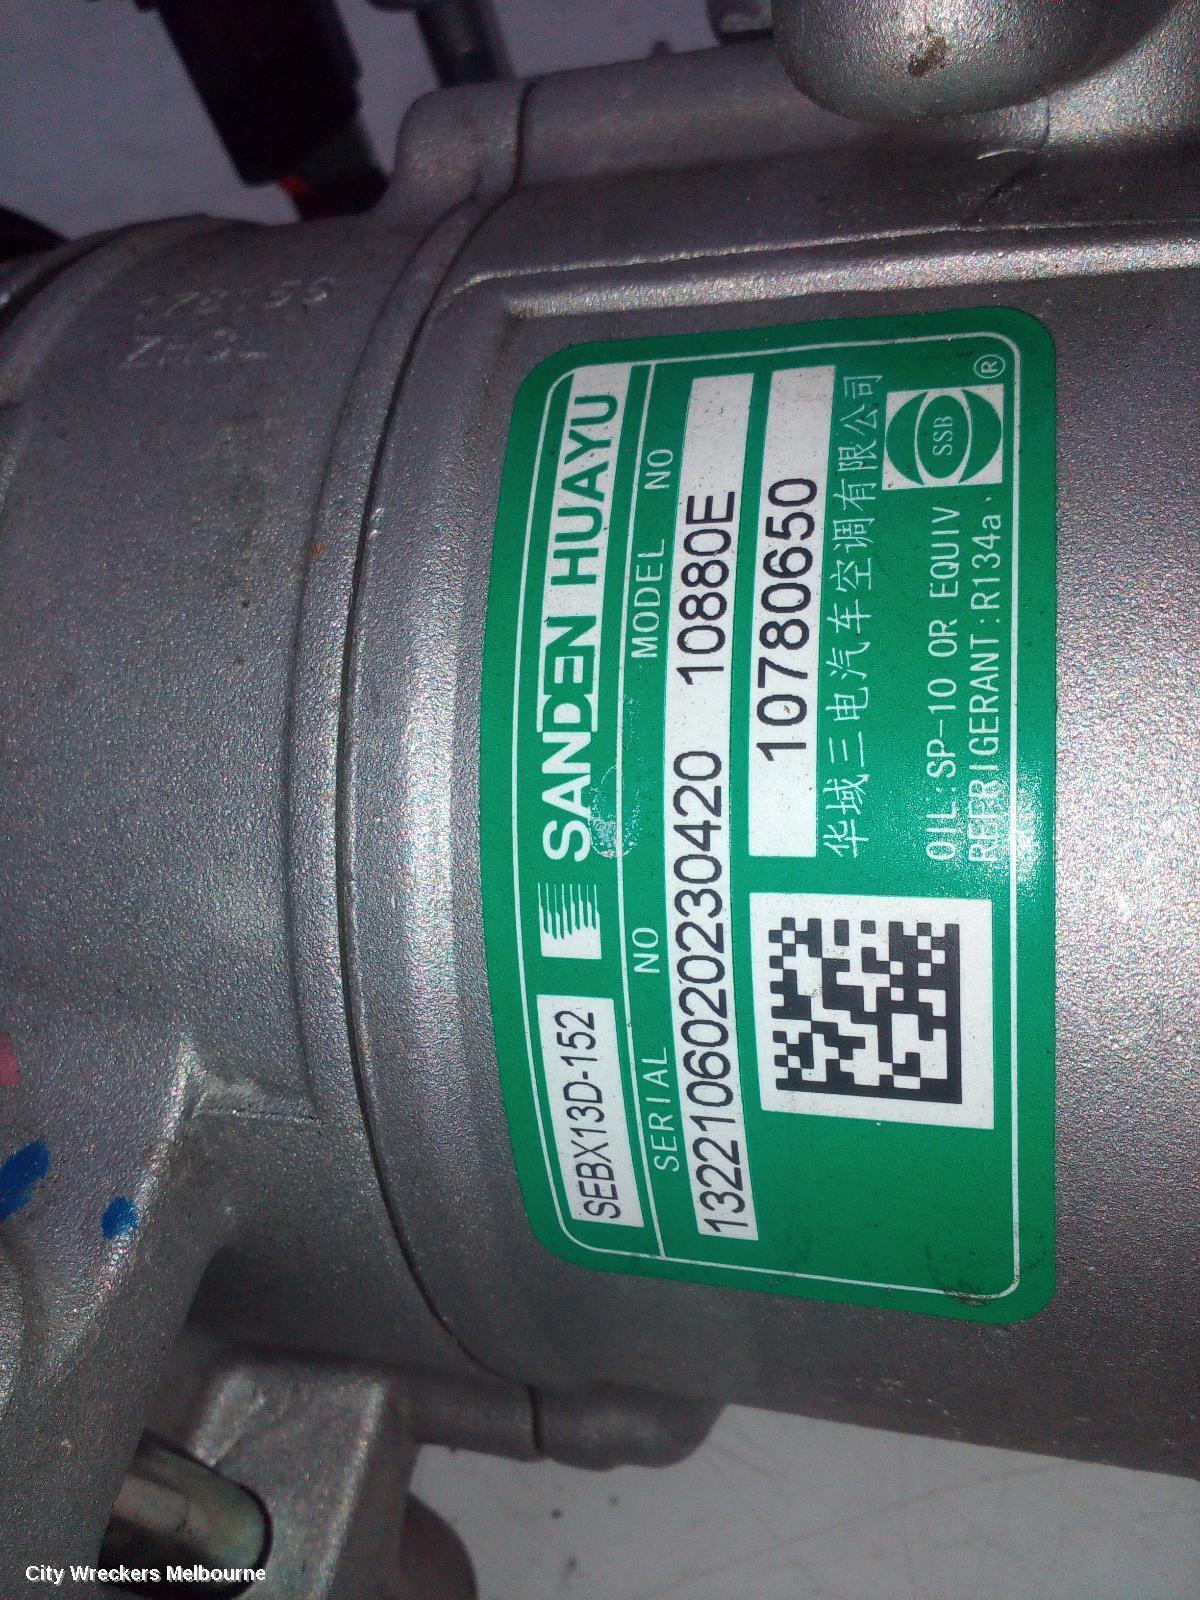 SEBX13D-152 SANDEN HUAYU
SERIAL NO MODEL NO
13221060202230420 10880E
10780650
华域三电汽车空调有限公司
OIL:SP-10 OR EQUIV
REFRIGERANT:R134a
SSB
®
City Wreckers Melbourne